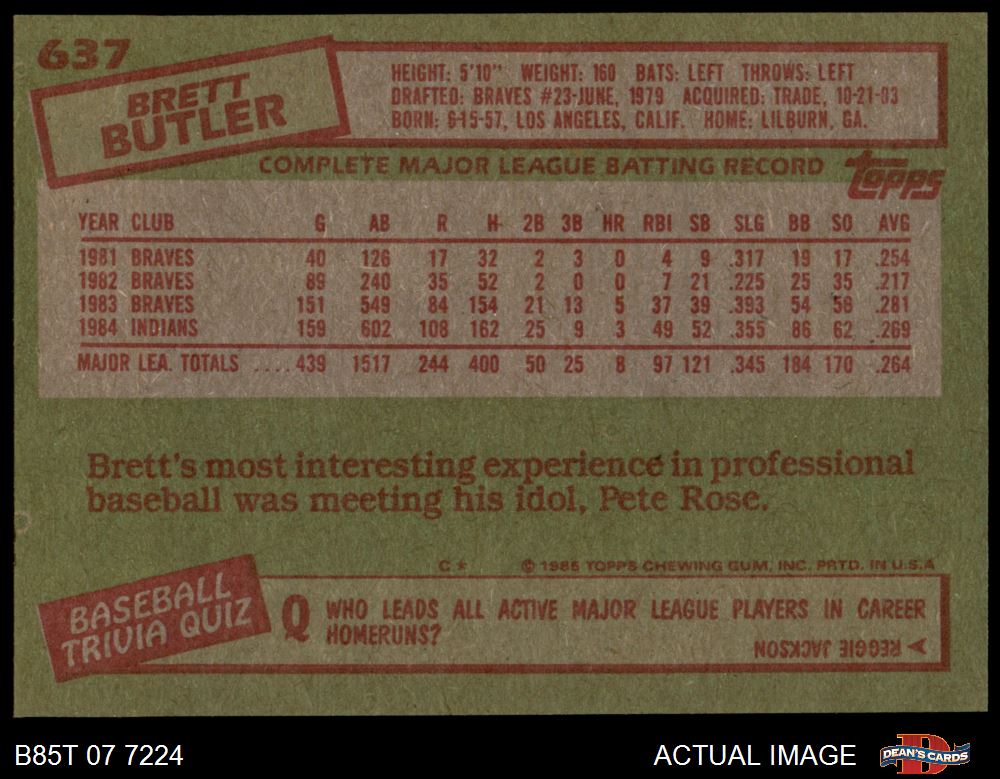 637
BRETT
BUTLER
HEIGHT: 5'10" WEIGHT: 160 BATS: LEFT THROWS: LEFT
DRAFTED: BRAVES #23-JUNE, 1979 ACQUIRED: TRADE, 10-21-83
BORN: 6-15-57, LOS ANGELES, CALIF. HOME: LILBURN, GA.
COMPLETE MAJOR LEAGUE BATTING RECORD
topps
YEAR CLUB G AB R H 2B 3B HR RBI SB SLG BB SO AVG
1981 BRAVES 40 126 17 32 2 3 0 4 9 .317 19 17 .254
1982 BRAVES 89 240 35 52 2 0 0 7 21 .225 25 35 .217
1983 BRAVES 151 549 84 154 21 13 5 37 39 .393 54 56 .281
1984 INDIANS 159 602 108 162 25 9 3 49 52 .355 86 62 .269
MAJOR LEA. TOTALS .... 439 1517 244 400 50 25 8 97 121 .345 184 170 .264
Brett's most interesting experience in professional
baseball was meeting his idol, Pete Rose.
C* © 1985 TOPPS CHEWING GUM, INC. PRTD. IN U.S.A
BASEBALL
TRIVIA QUIZ
Q WHO LEADS ALL ACTIVE MAJOR LEAGUE PLAYERS IN CAREER
HOMERUNS?
A REGGIE JACKSON
B85T 07 7224
ACTUAL IMAGE
DEAN'S CARDS